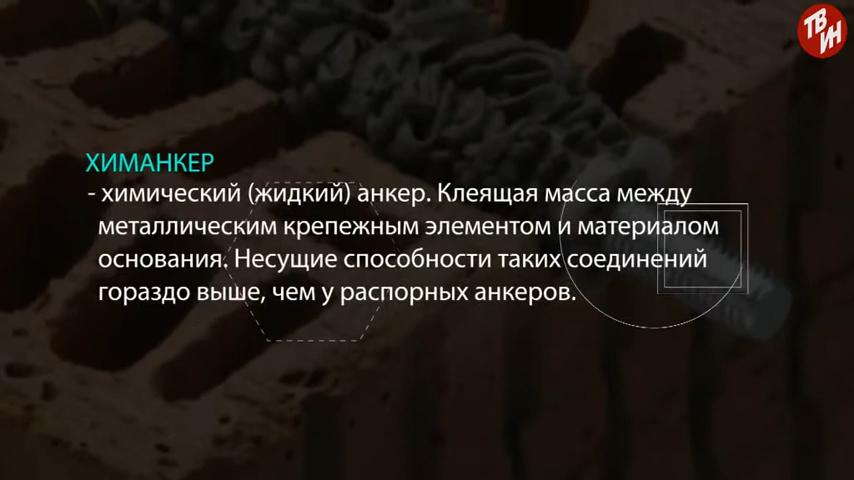 ТВ
ИН
ХИМАНКЕР
- химический (жидкий) анкер. Клеящая масса между
металлическим крепежным элементом и материалом
основания. Несущие способности таких соединений
гораздо выше, чем у распорных анкеров.